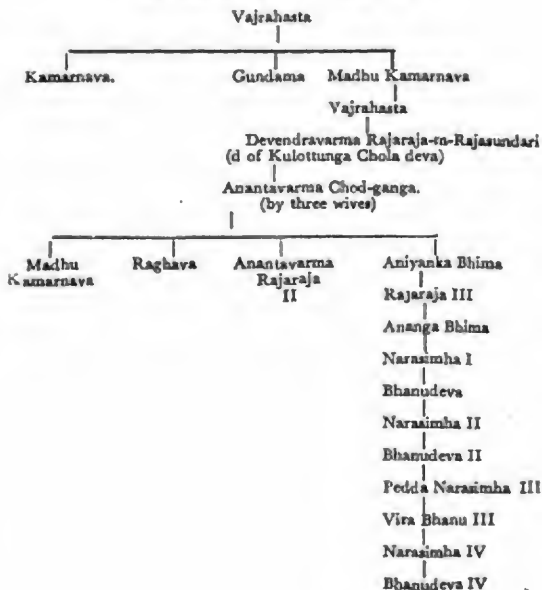 Vajrahasta
Kamarnava. Gundama Madhu Kamarnava
Vajrahasta
Devendravarma Rajaraja-m-Rajasundari
(d of Kulottunga Chola deva)
Anantavarma Chod-ganga.
(by three wives)
Madhu Raghava Anantavarma Aniyanka Bhima
Kamarnava Rajaraja
II
Rajaraja III
Ananga Bhima
Narasimha I
Bhanudeva
Narasimha II
Bhanudeva II
Pedda Narasimha III
Vira Bhanu III
Narasimha IV
Bhanudeva IV